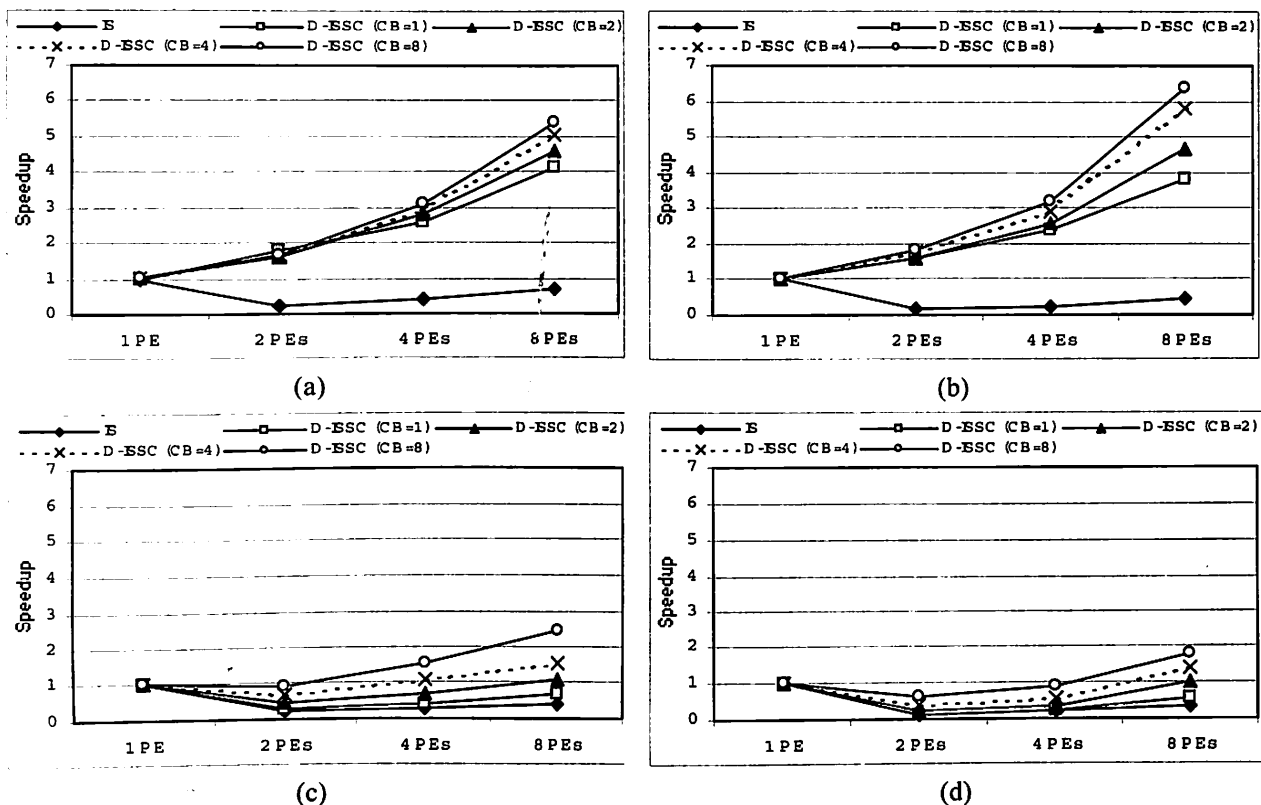 IS D-ISSC (CB=1) D-ISSC (CB=2)
D-ISSC (CB=4) D-ISSC (CB=8)
7
6
5
4
3
2
1
0
Speedup
1 PE 2 PEs 4 PEs 8 PEs
(a)
IS D-ISSC (CB=1) D-ISSC (CB=2)
D-ISSC (CB=4) D-ISSC (CB=8)
7
6
5
4
3
2
1
0
Speedup
1 PE 2 PEs 4 PEs 8 PEs
(b)
IS D-ISSC (CB=1) D-ISSC (CB=2)
D-ISSC (CB=4) D-ISSC (CB=8)
7
6
5
4
3
2
1
0
Speedup
1 PE 2 PEs 4 PEs 8 PEs
(c)
IS D-ISSC (CB=1) D-ISSC (CB=2)
D-ISSC (CB=4) D-ISSC (CB=8)
7
6
5
4
3
2
1
0
Speedup
1 PE 2 PEs 4 PEs 8 PEs
(d)